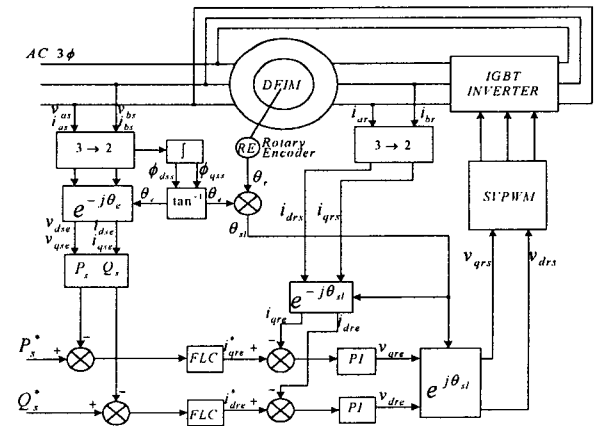 AC 3ϕ
DFIM
IGBT
INVERTER
v_as v_bs
i_as i_bs
i_ar i_br
3 → 2
∫
RE
Rotary
Encoder
3 → 2
ϕ_dss ϕ_qss
θ_r
SVPWM
e^-jθ_e
θ_e
tan^-1
θ_e
i_drs
i_qrs
θ_sl
v_dse i_dse
v_qse i_qse
v_qrs
v_drs
P_s Q_s
e^-jθ_sl
i_qre
i_dre
P_s^*
+
-
FLC
i_qre^*
+
-
PI
v_qre
e^jθ_sl
Q_s^*
+
-
FLC
i_dre^*
+
-
PI
v_dre